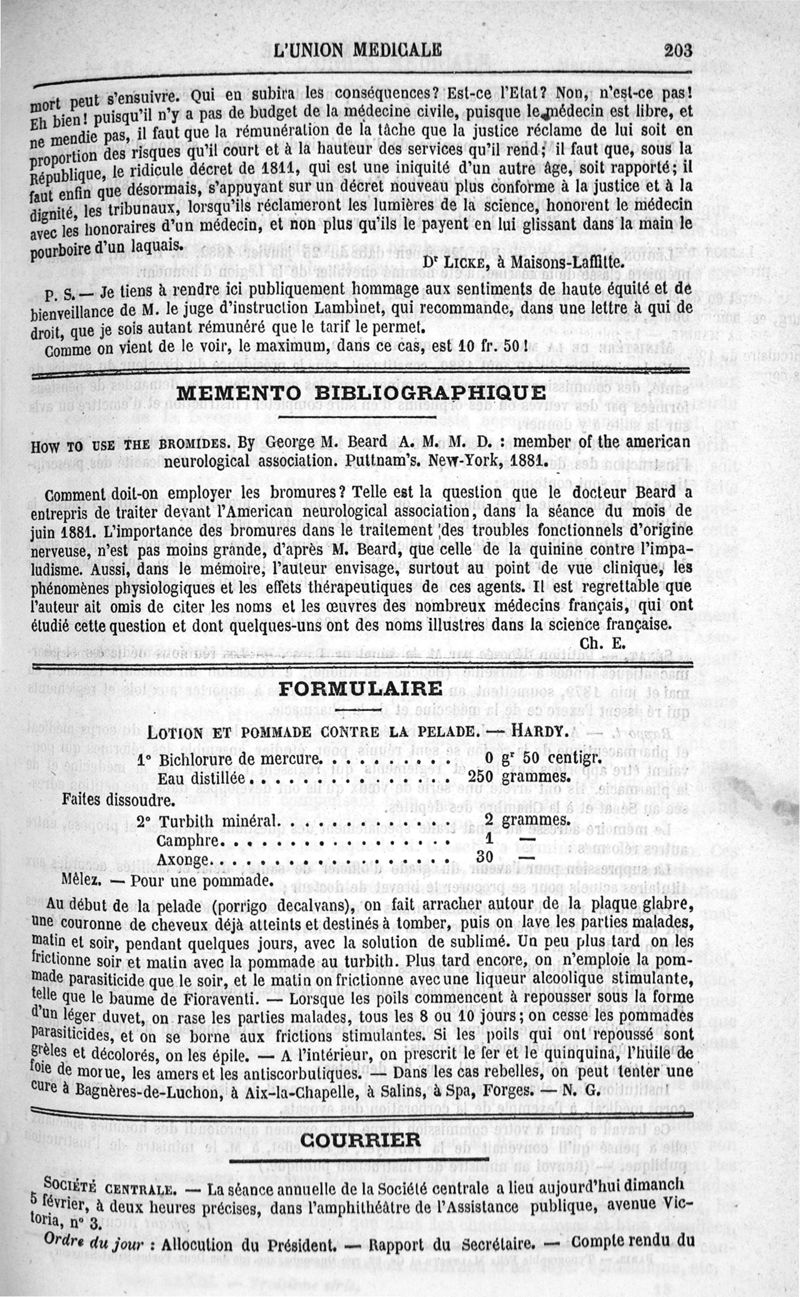 L'UNION MEDICALE 203
mort peut s'ensuivre. Qui en subira les conséquences? Est-ce l'Etat? Non, n'est-ce pas!
Eh bien! puisqu'il n'y a pas de budget de la médecine civile, puisque le médecin est libre, et
ne mendie pas, il faut que la rémunération de la tâche que la justice réclame de lui soit en
proportion des risques qu'il court et à la hauteur des services qu'il rend; il faut que, sous la
République, le ridicule décret de 1811, qui est une iniquité d'un autre âge, soit rapporté; il
faut enfin que désormais, s'appuyant sur un décret nouveau plus conforme à la justice et à la
dignité, les tribunaux, lorsqu'ils réclameront les lumières de la science, honorent le médecin
avec les honoraires d'un médecin, et non plus qu'ils le payent en lui glissant dans la main le
pourboire d'un laquais.
Dr LICKE, à Maisons-Laffitte.
P. S. — Je tiens à rendre ici publiquement hommage aux sentiments de haute équité et de
bienveillance de M. le juge d'instruction Lambinet, qui recommande, dans une lettre à qui de
droit, que je sois autant rémunéré que le tarif le permet.
Comme on vient de le voir, le maximum, dans ce cas, est 10 fr. 50!
MEMENTO BIBLIOGRAPHIQUE
HOW TO USE THE BROMIDES. By George M. Beard A. M. M. D. : member of the american
neurological association. Puttnam's. New-York, 1881.
Comment doit-on employer les bromures? Telle est la question que le docteur Beard a
entrepris de traiter devant l'American neurological association, dans la séance du mois de
juin 1881. L'importance des bromures dans le traitement des troubles fonctionnels d'origine
nerveuse, n'est pas moins grande, d'après M. Beard, que celle de la quinine contre l'impa-
ludisme. Aussi, dans le mémoire, l'auteur envisage, surtout au point de vue clinique, les
phénomènes physiologiques et les effets thérapeutiques de ces agents. Il est regrettable que
l'auteur ait omis de citer les noms et les œuvres des nombreux médecins français, qui ont
étudié cette question et dont quelques-uns ont des noms illustres dans la science française.
Ch. E.
FORMULAIRE
LOTION ET POMMADE CONTRE LA PELADE. — HARDY.
1° Bichlorure de mercure. . . . . . . . . . 0 gr 50 centigr.
Eau distillée . . . . . . . . . . . . . . . 250 grammes.
Faites dissoudre.
2° Turbith minéral. . . . . . . . . . . . . 2 grammes.
Camphre. . . . . . . . . . . . . . . . . . 1 —
Axonge. . . . . . . . . . . . . . . . . . 30 —
Mêlez. — Pour une pommade.
Au début de la pelade (porrigo decalvans), on fait arracher autour de la plaque glabre,
une couronne de cheveux déjà atteints et destinés à tomber, puis on lave les parties malades,
matin et soir, pendant quelques jours, avec la solution de sublimé. Un peu plus tard on les
frictionne soir et matin avec la pommade au turbith. Plus tard encore, on n'emploie la pom-
made parasiticide que le soir, et le matin on frictionne avec une liqueur alcoolique stimulante,
telle que le baume de Fioraventi. — Lorsque les poils commencent à repousser sous la forme
d'un léger duvet, on rase les parties malades, tous les 8 ou 10 jours; on cesse les pommades
parasiticides, et on se borne aux frictions stimulantes. Si les poils qui ont repoussé sont
grêles et décolorés, on les épile. — A l'intérieur, on prescrit le fer et le quinquina, l'huile de
foie de morue, les amers et les antiscorbutiques. — Dans les cas rebelles, on peut tenter une
cure à Bagnères-de-Luchon, à Aix-la-Chapelle, à Salins, à Spa, Forges. — N. G.
COURRIER
SOCIÉTÉ CENTRALE. — La séance annuelle de la Société centrale a lieu aujourd'hui dimanch
5 février, à deux heures précises, dans l'amphithéâtre de l'Assistance publique, avenue Vic-
toria, n° 3.
Ordre du jour : Allocution du Président. — Rapport du Secrétaire. — Compte rendu du